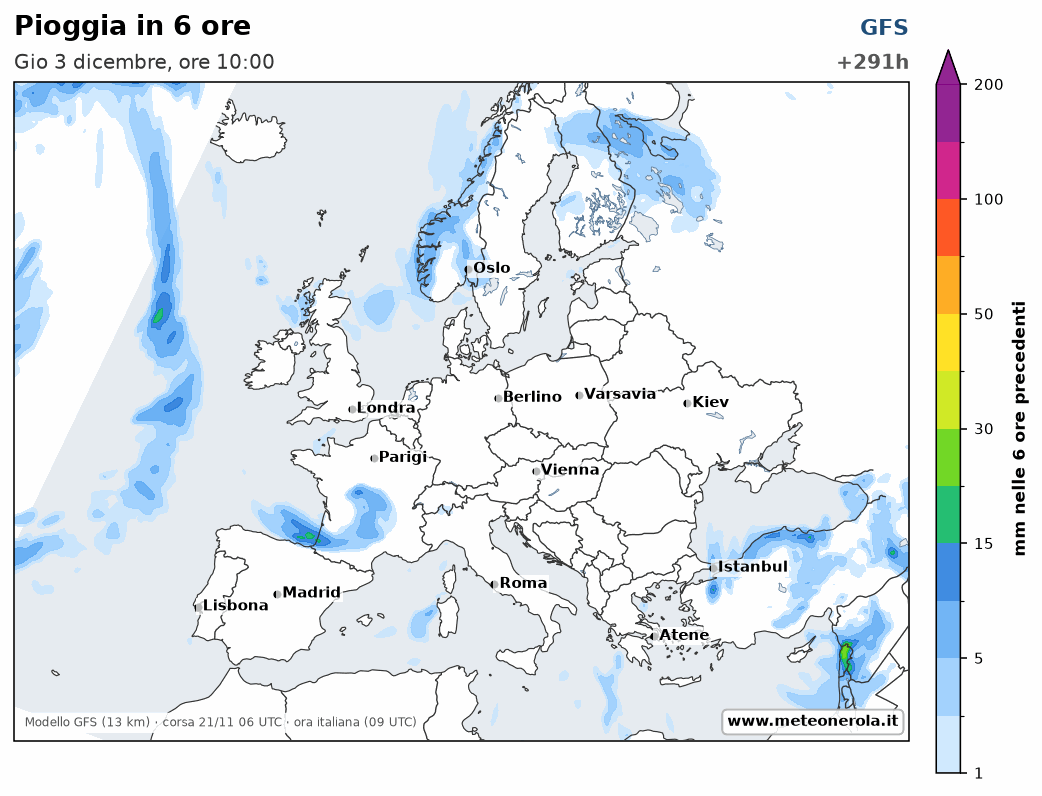 Pioggia in 6 ore
GFS
Gio 3 dicembre, ore 10:00
+291h
200
100
50
30
15
5
1
mm nelle 6 ore precedenti
Oslo
Berlino
Varsavia
Kiev
Londra
Parigi
Vienna
Istanbul
Roma
Madrid
Lisbona
Atene
Modello GFS (13 km) · corsa 21/11 06 UTC · ora italiana (09 UTC)
www.meteonerola.it